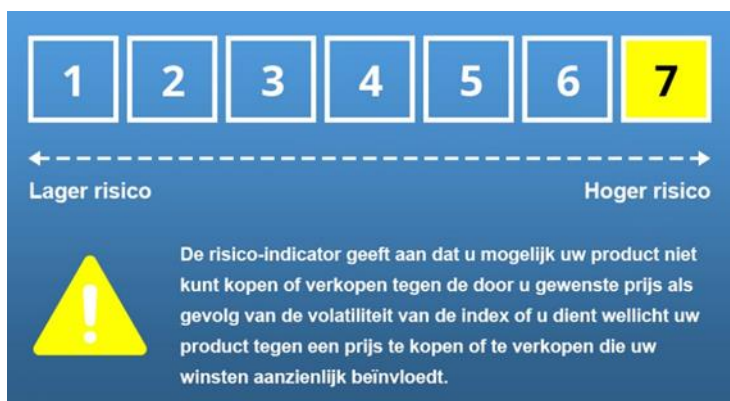 1 2 3 4 5 6 7
Lager risico Hoger risico
De risico-indicator geeft aan dat u mogelijk uw product niet
kunt kopen of verkopen tegen de door u gewenste prijs als
gevolg van de volatiliteit van de index of u dient wellicht uw
product tegen een prijs te kopen of te verkopen die uw
winsten aanzienlijk beïnvloedt.